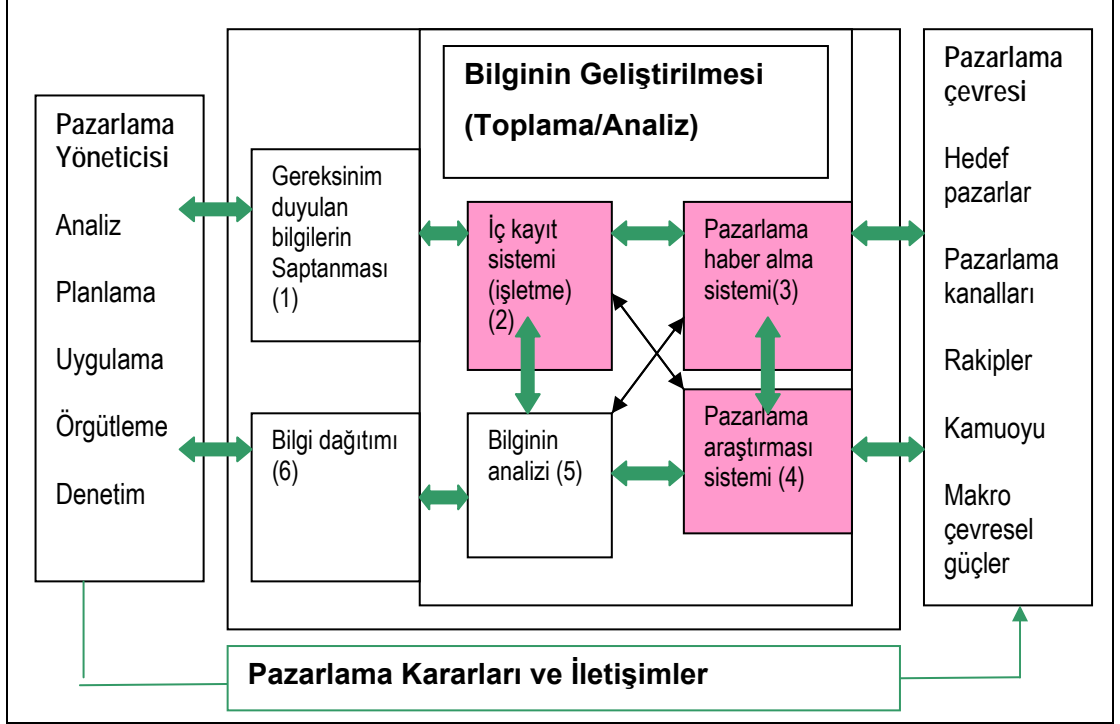 Pazarlama
Yöneticisi
Analiz
Planlama
Uygulama
Örgütleme
Denetim
Gereksinim
duyulan
bilgilerin
Saptanması
(1)
Bilgi dağıtımı
(6)
Bilginin Geliştirilmesi
(Toplama/Analiz)
İç kayıt
sistemi
(işletme)
(2)
Pazarlama
haber alma
sistemi(3)
Bilginin
analizi (5)
Pazarlama
araştırması
sistemi (4)
Pazarlama
çevresi
Hedef
pazarlar
Pazarlama
kanalları
Rakipler
Kamuoyu
Makro
çevresel
güçler
Pazarlama Kararları ve İletişimler